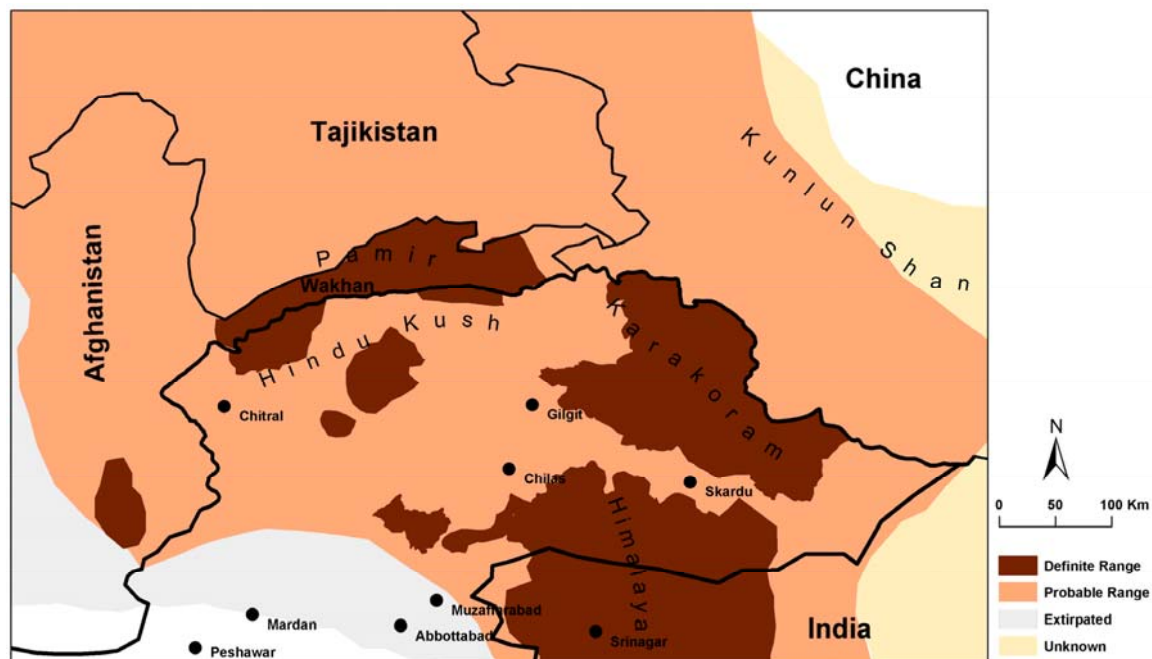 China
Tajikistan
Kunlun Shan
Afghanistan
Pamir
Wakhan
Hindu Kush
Karakoram
Chitral
Gilgit
Chilas
Skardu
Himalaya
Muzaffarabad
Mardan
Abbottabad
Srinagar
India
Peshawar
N
0 50 100 Km
Definite Range
Probable Range
Extirpated
Unknown